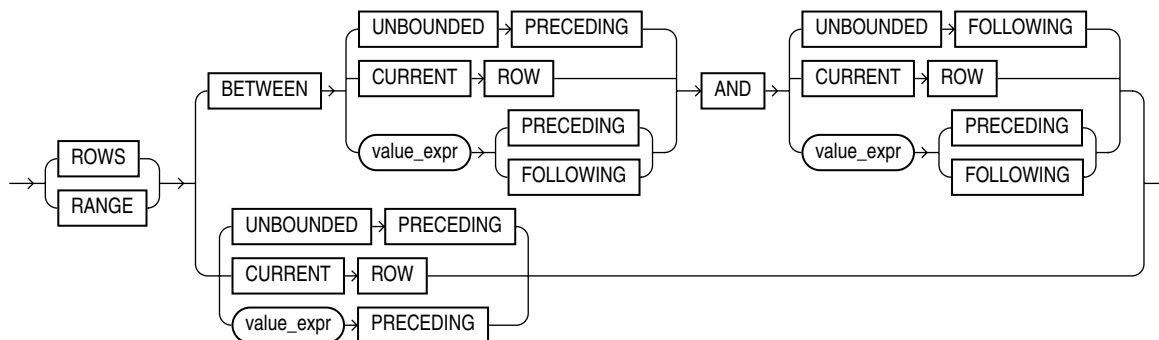 UNBOUNDED PRECEDING UNBOUNDED FOLLOWING
CURRENT ROW CURRENT ROW
BETWEEN AND
PRECEDING PRECEDING
value_expr value_expr
FOLLOWING FOLLOWING
ROWS
RANGE
UNBOUNDED PRECEDING
CURRENT ROW
value_expr PRECEDING